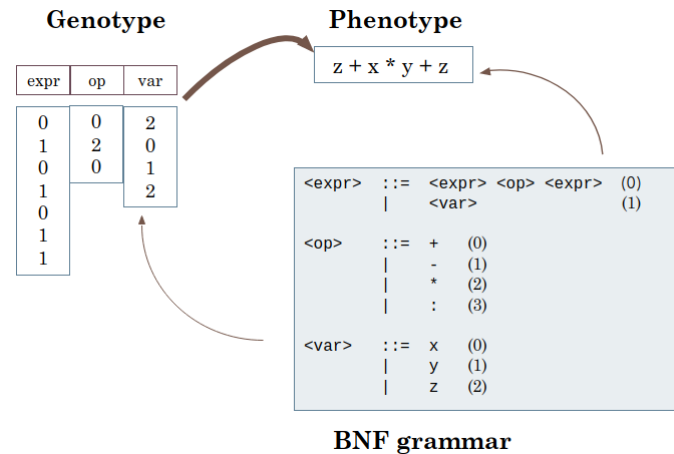 Genotype
Phenotype
z + x * y + z
expr op var
0 0 2
1 2 0
0 0 1
1 2
0
1
1
<expr> ::= <expr> <op> <expr> (0)
| <var> (1)
<op> ::= + (0)
| - (1)
| * (2)
| : (3)
<var> ::= x (0)
| y (1)
| z (2)
BNF grammar